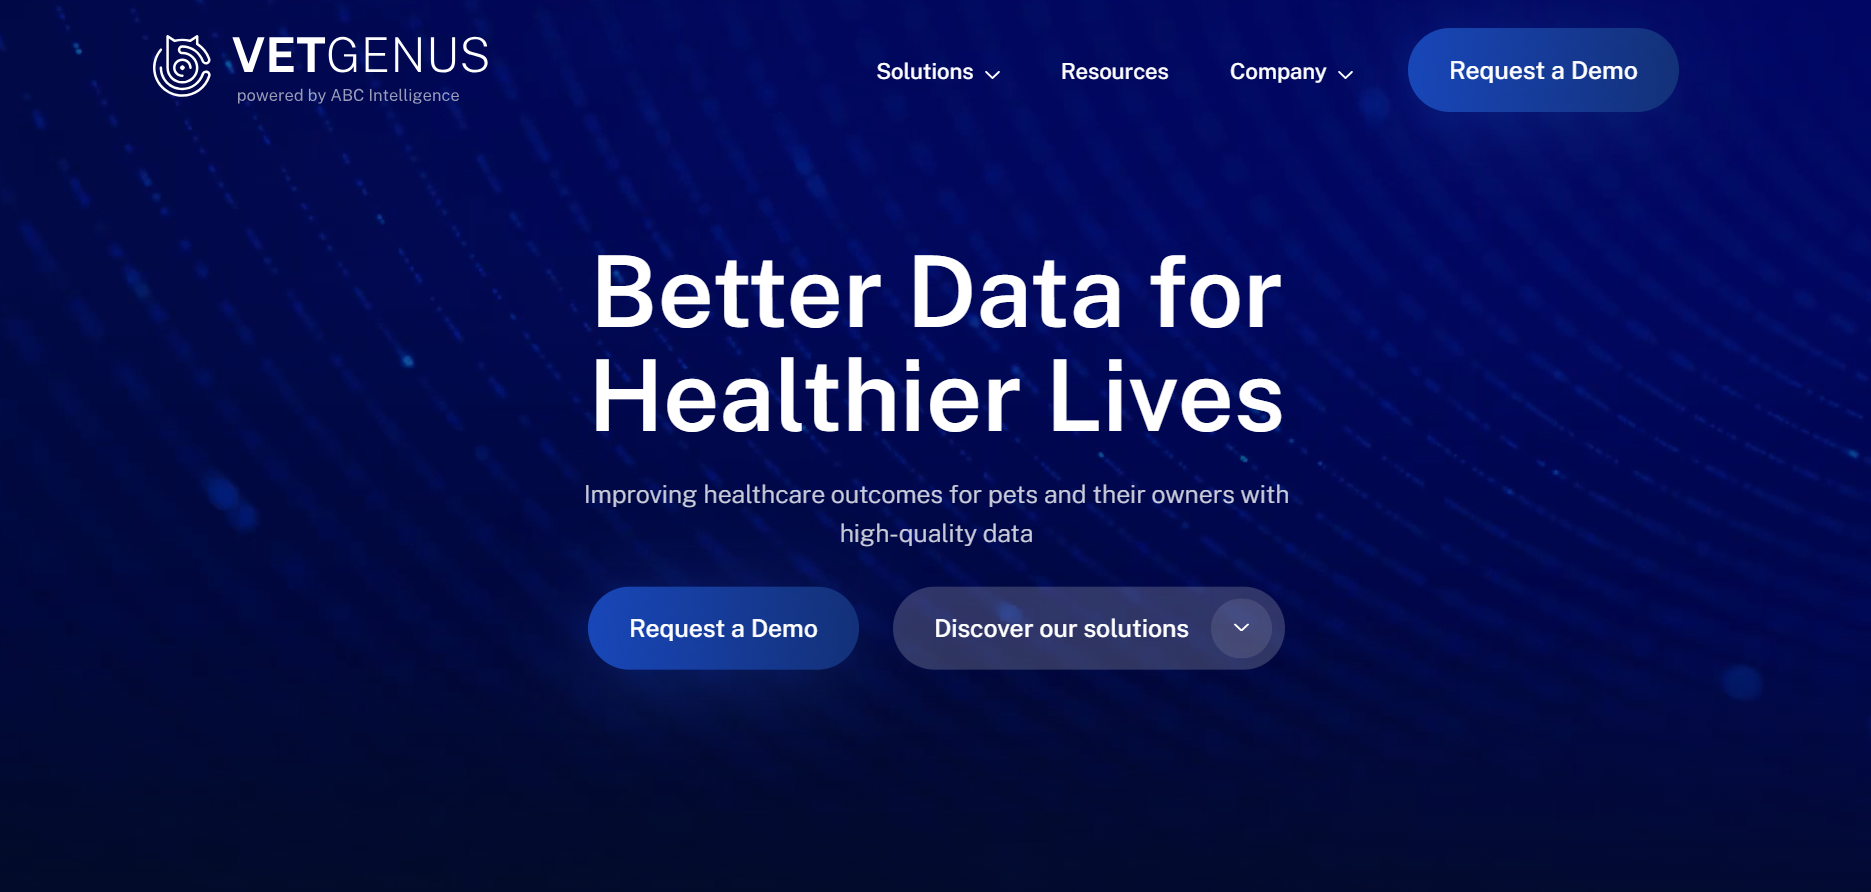 VETGENUS
powered by ABC Intelligence
Solutions
Resources
Company
Request a Demo
Better Data for
Healthier Lives
Improving healthcare outcomes for pets and their owners with
high-quality data
Request a Demo
Discover our solutions